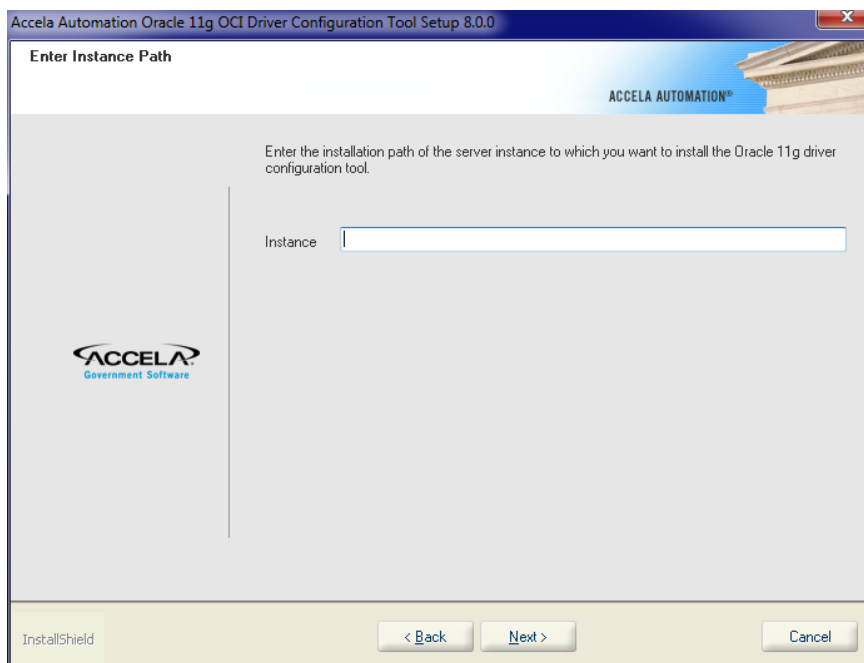 Accela Automation Oracle 11g OCI Driver Configuration Tool Setup 8.0.0
x
Enter Instance Path
ACCELA AUTOMATION®
Enter the installation path of the server instance to which you want to install the Oracle 11g driver
configuration tool.
Instance
ACCELA®
Government Software
InstallShield
< Back
Next >
Cancel